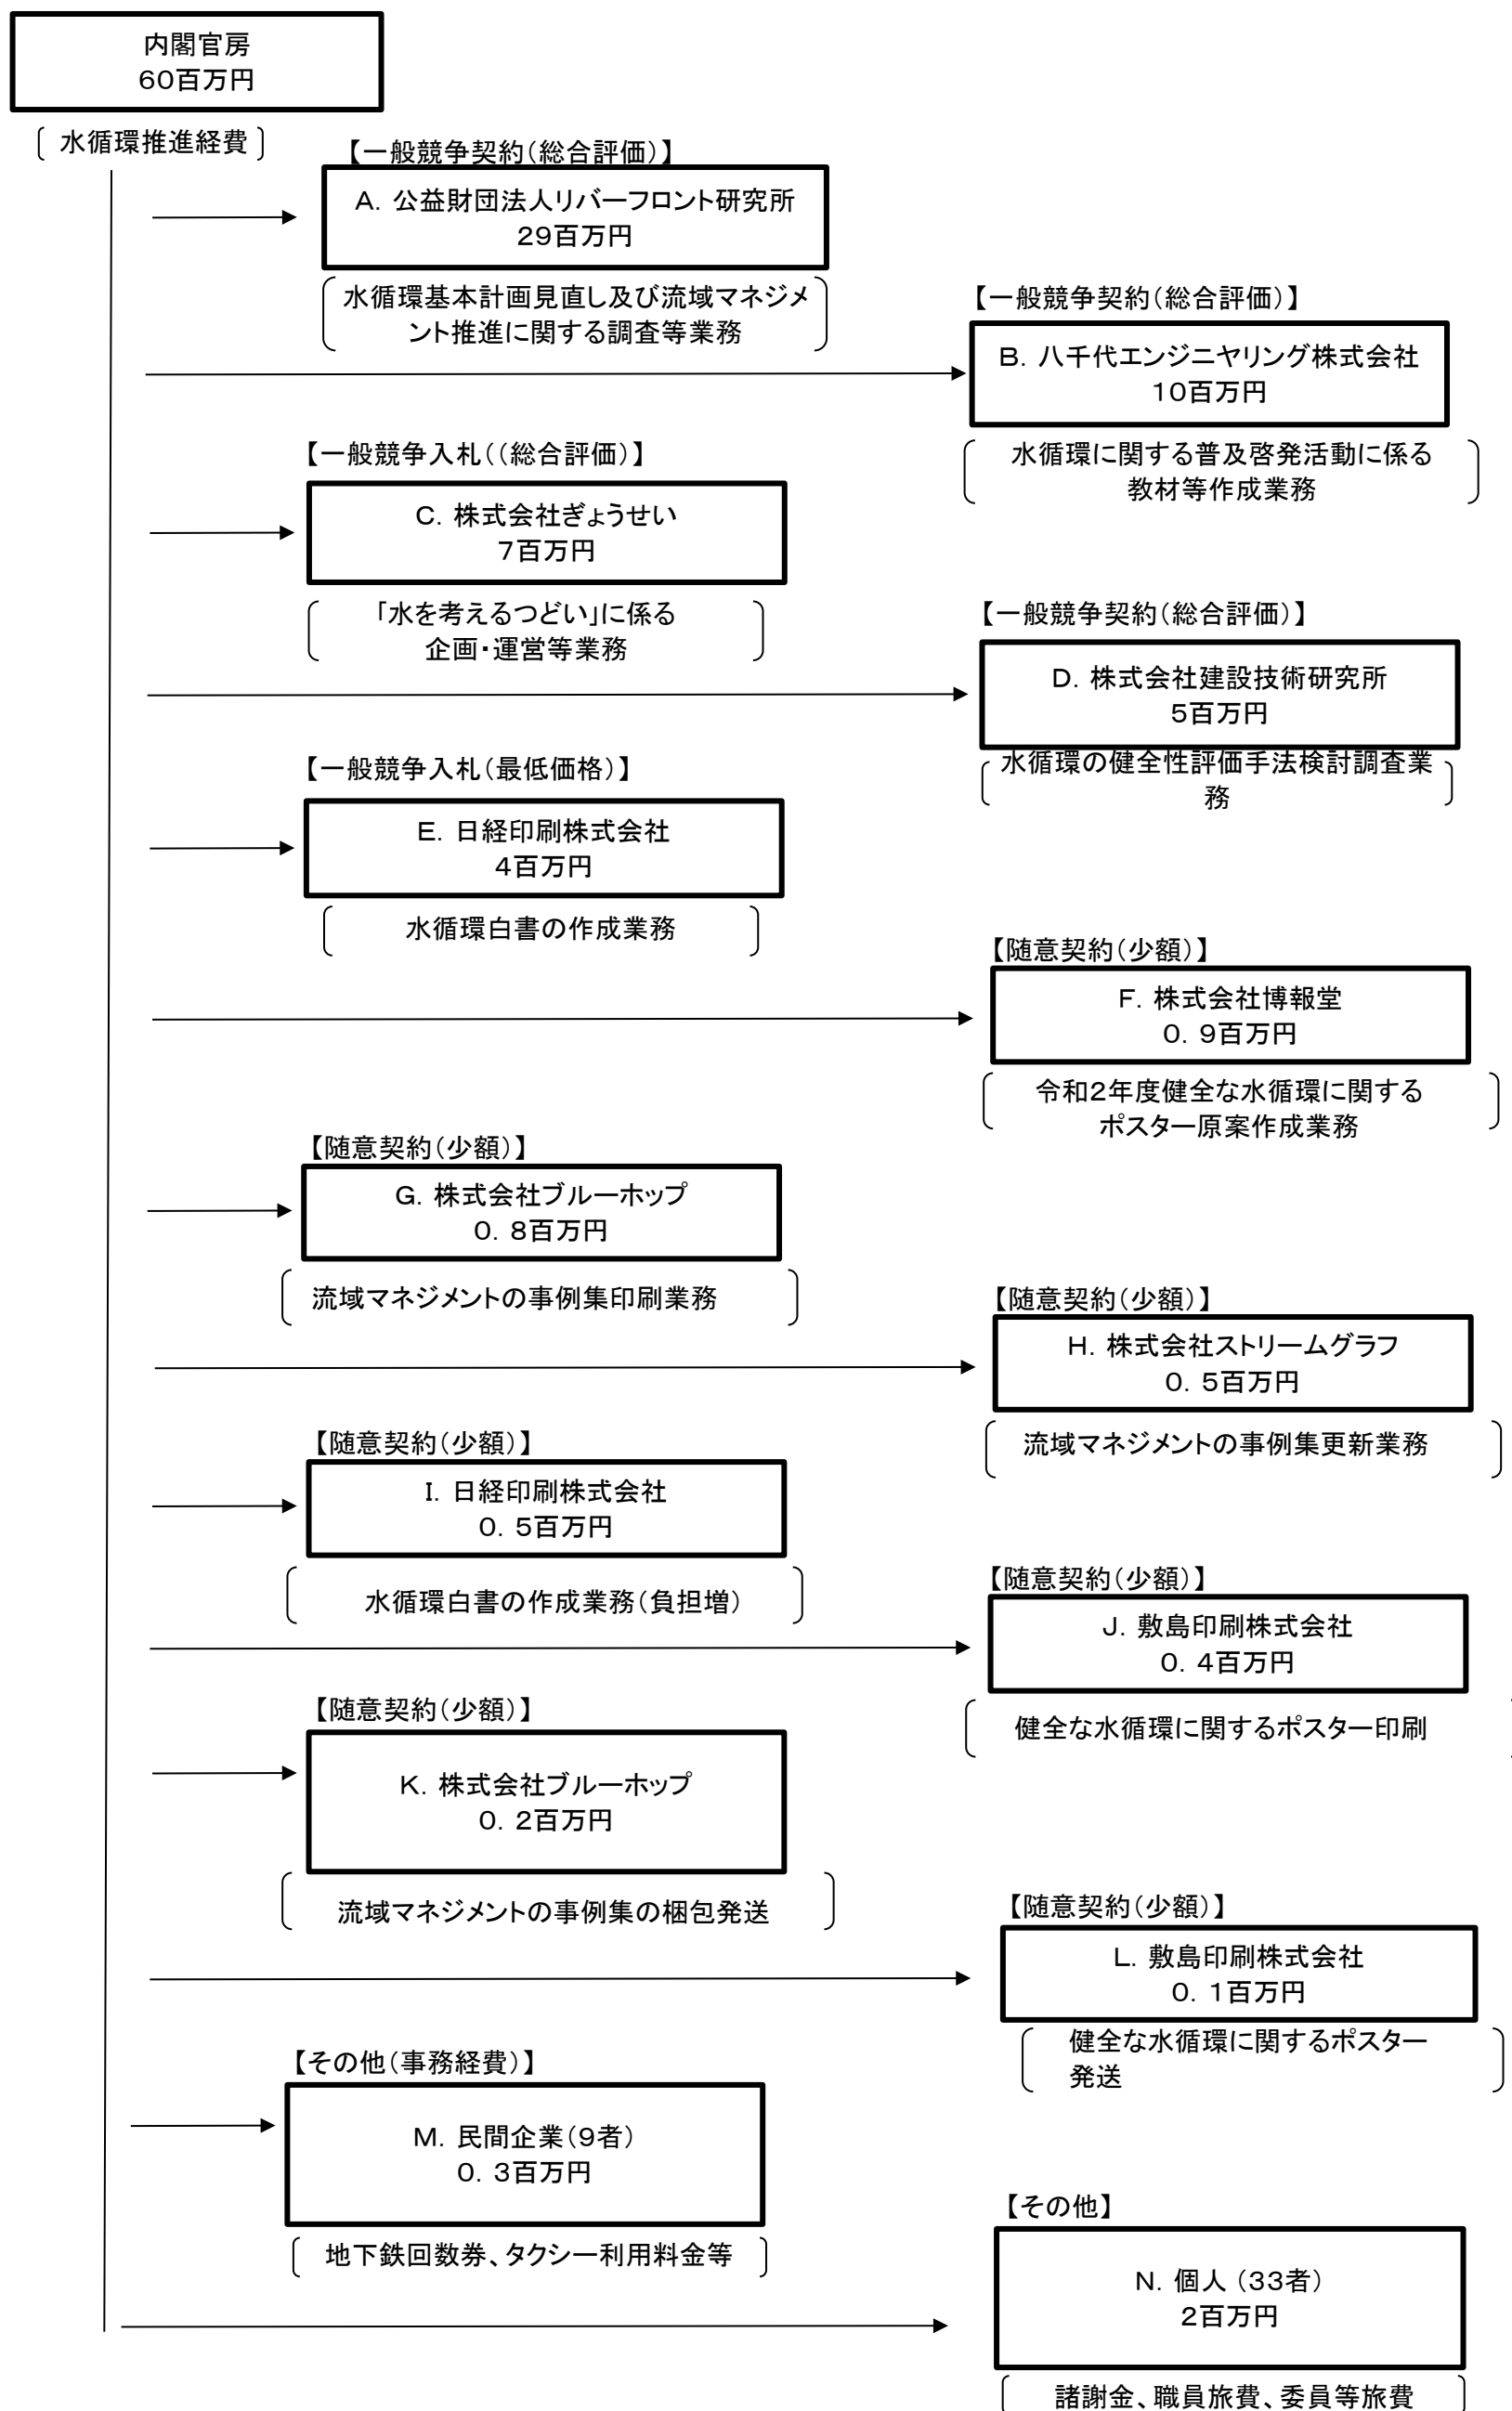 内閣官房
60百万円
水循環推進経費
【一般競争契約（総合評価）】
A. 公益財団法人リバーフロント研究所
29百万円
水循環基本計画見直し及び流域マネジメ
ント推進に関する調査等業務
【一般競争契約（総合評価）】
B. 八千代エンジニヤリング株式会社
10百万円
水循環に関する普及啓発活動に係る
教材等作成業務
【一般競争入札（（総合評価）】
C. 株式会社ぎょうせい
7百万円
「水を考えるつどい」に係る
企画・運営等業務
【一般競争契約（総合評価）】
D. 株式会社建設技術研究所
5百万円
水循環の健全性評価手法検討調査業
務
【一般競争入札（最低価格）】
E. 日経印刷株式会社
4百万円
水循環白書の作成業務
【随意契約（少額）】
F. 株式会社博報堂
0. 9百万円
令和2年度健全な水循環に関する
ポスター原案作成業務
【随意契約（少額）】
G. 株式会社ブルーホップ
0. 8百万円
流域マネジメントの事例集印刷業務
【随意契約（少額）】
H. 株式会社ストリームグラフ
0. 5百万円
流域マネジメントの事例集更新業務
【随意契約（少額）】
I. 日経印刷株式会社
0. 5百万円
水循環白書の作成業務（負担増）
【随意契約（少額）】
J. 敷島印刷株式会社
0. 4百万円
健全な水循環に関するポスター印刷
【随意契約（少額）】
K. 株式会社ブルーホップ
0. 2百万円
流域マネジメントの事例集の梱包発送
【随意契約（少額）】
L. 敷島印刷株式会社
0. 1百万円
健全な水循環に関するポスター
発送
【その他（事務経費）】
M. 民間企業（9者）
0. 3百万円
地下鉄回数券、タクシー利用料金等
【その他】
N. 個人（33者）
2百万円
諸謝金、職員旅費、委員等旅費